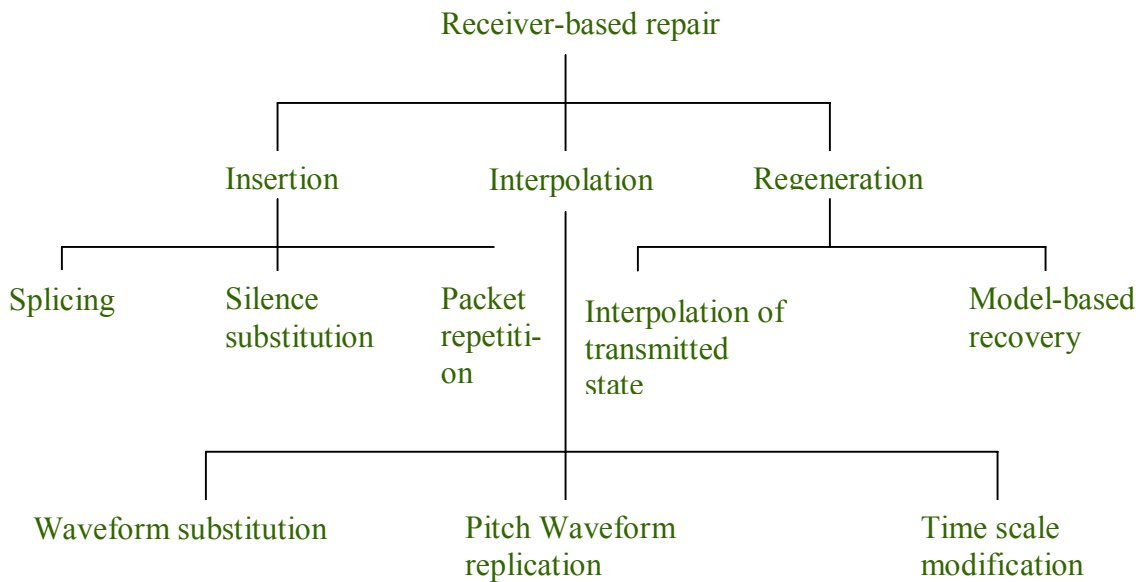 Receiver-based repair
Insertion
Interpolation
Regeneration
Splicing
Silence
substitution
Packet
repetiti-
on
Interpolation of
transmitted
state
Model-based
recovery
Waveform substitution
Pitch Waveform
replication
Time scale
modification